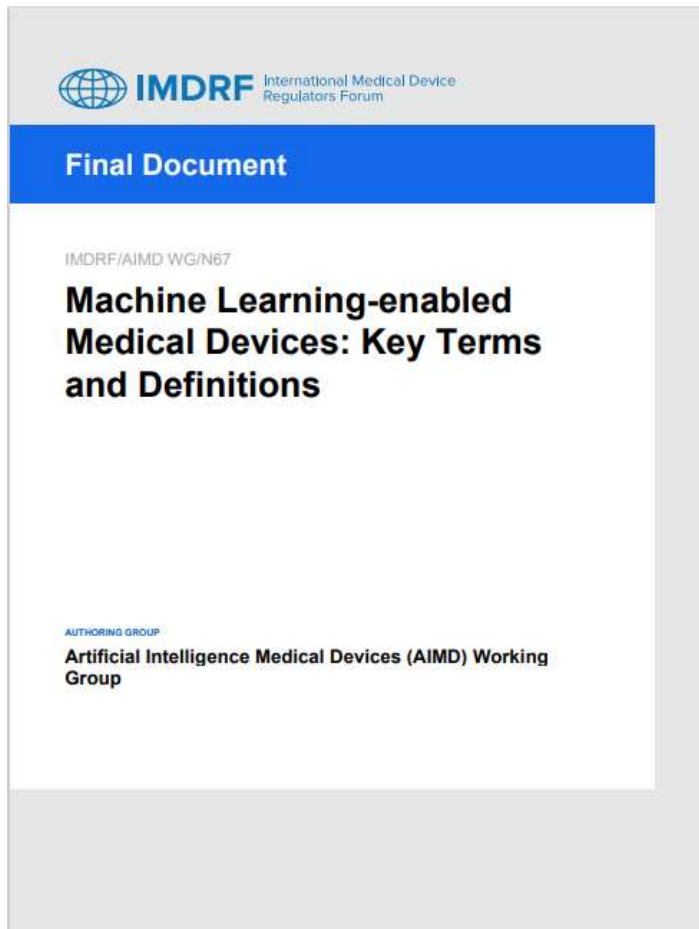 IMDRF International Medical Device
Regulators Forum
Final Document
IMDRF/AIMD WG/N67
Machine Learning-enabled
Medical Devices: Key Terms
and Definitions
AUTHORING GROUP
Artificial Intelligence Medical Devices (AIMD) Working
Group